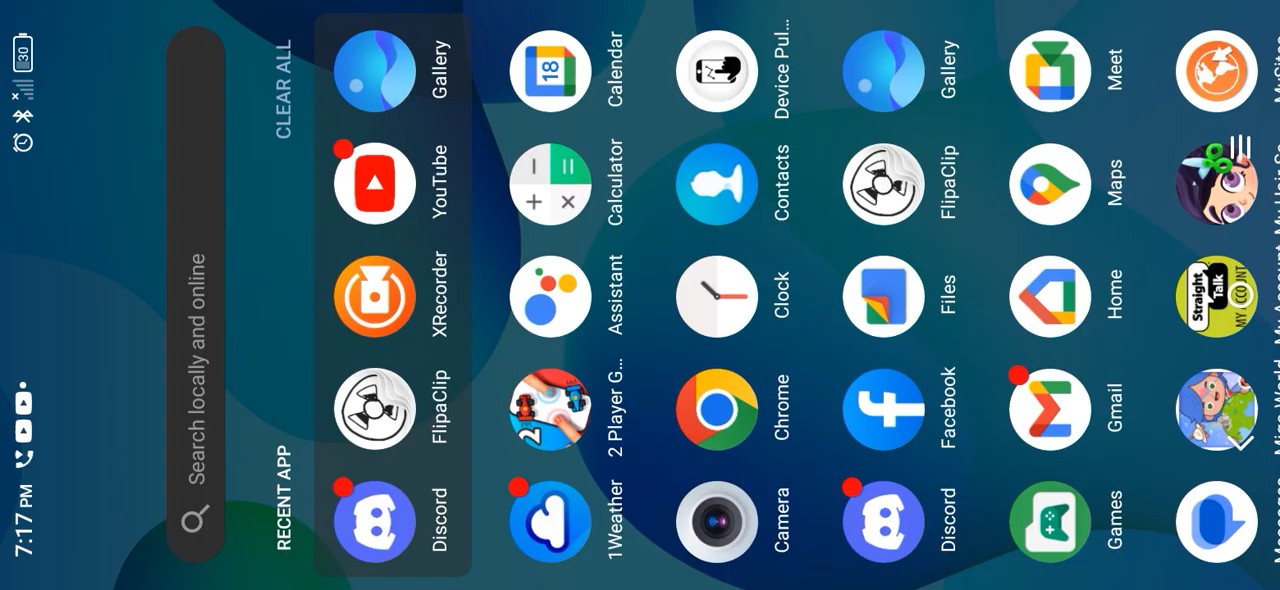 7:17 PM
30
Search locally and online
RECENT APP
CLEAR ALL
Discord
FlipaClip
XRecorder
YouTube
Gallery
18
2
1Weather
2 Player G...
Assistant
Calculator
Calendar
Camera
Chrome
Clock
Contacts
Device Pul...
Discord
Facebook
Files
FlipaClip
Gallery
Straight
Talk
Games
Gmail
Home
Maps
Meet